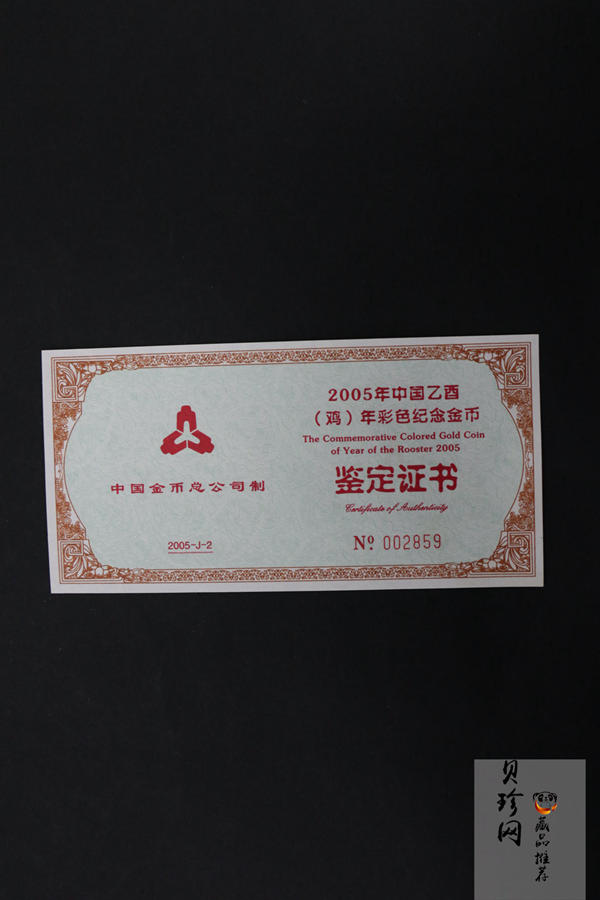 中国金币总公司制
2005-J-2
2005年中国乙酉
（鸡）年彩色纪念金币
The Commemorative Colored Gold Coin
of Year of the Rooster 2005
鉴定证书
Certificate of Authenticity
Nº 002859
贝珍网
藏品推荐